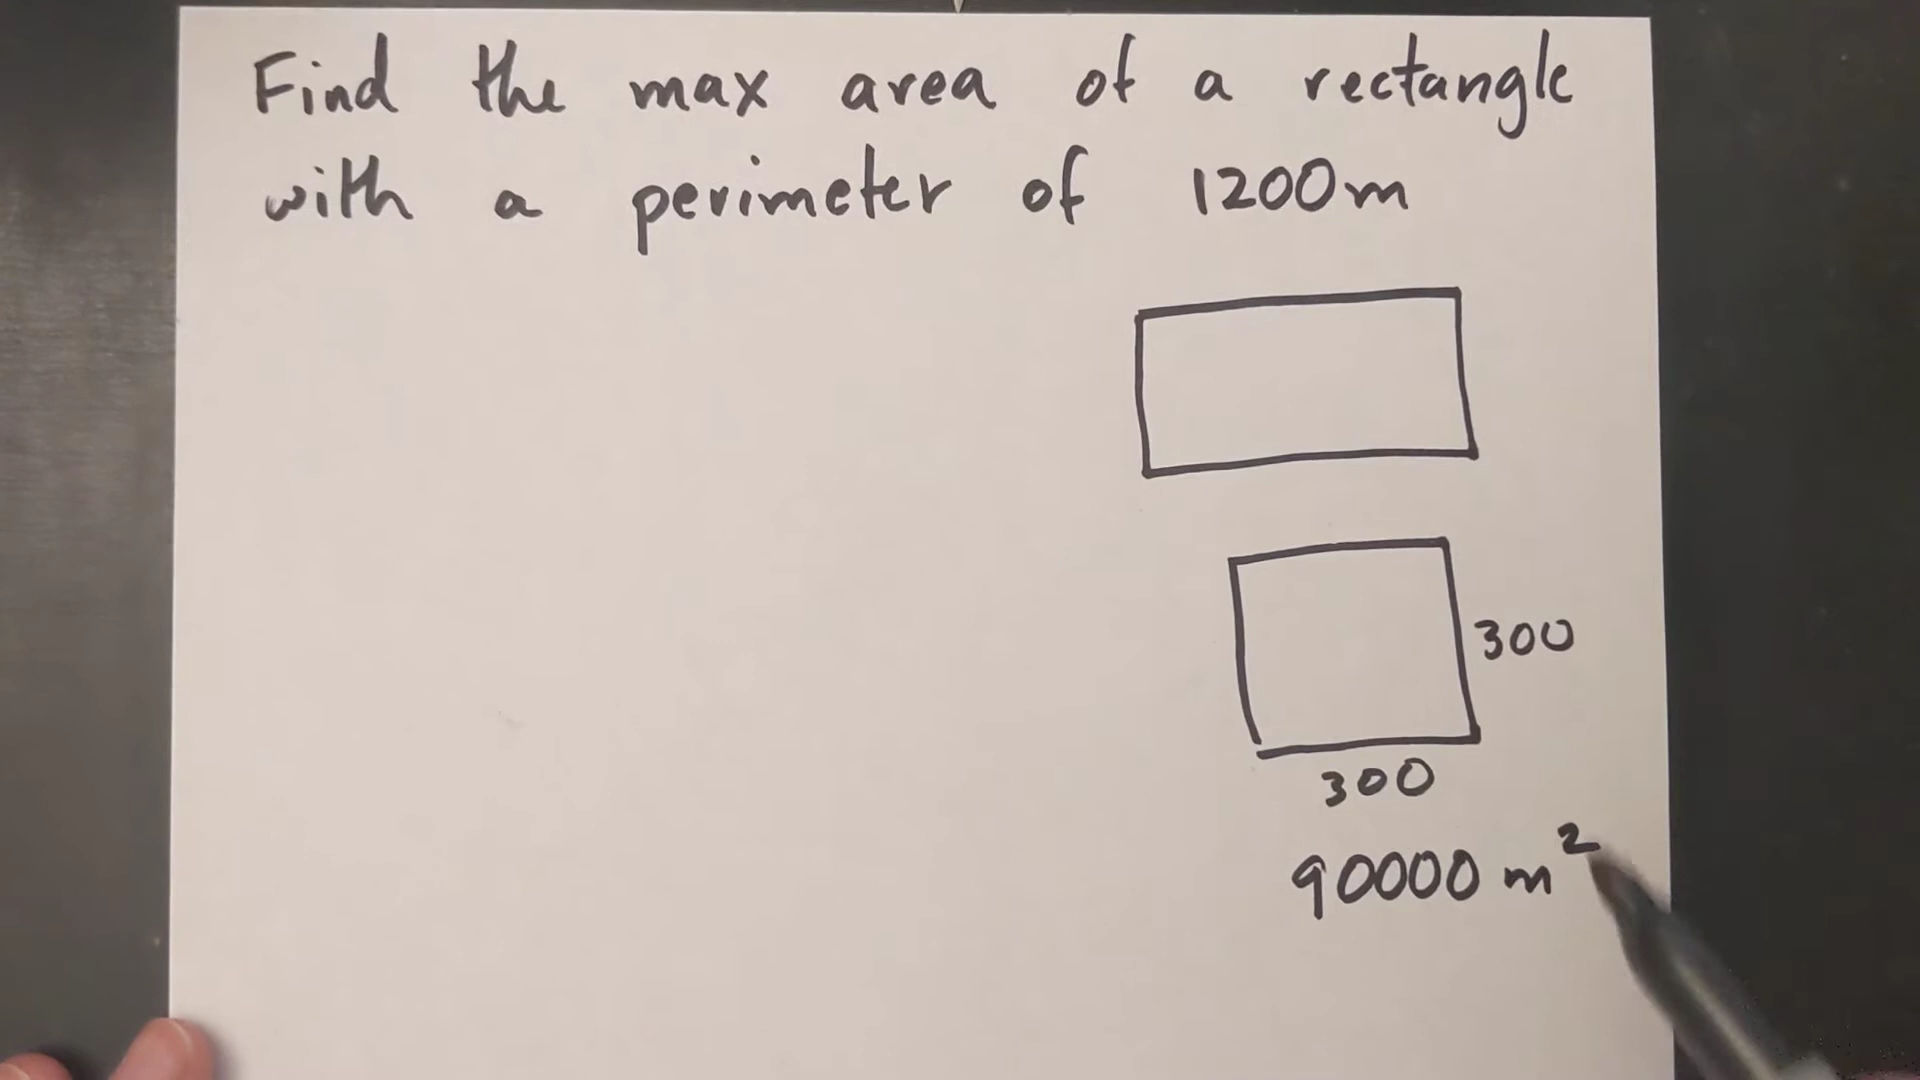 Find the max area of a rectangle
with a perimeter of 1200m
300
300
90000 m²